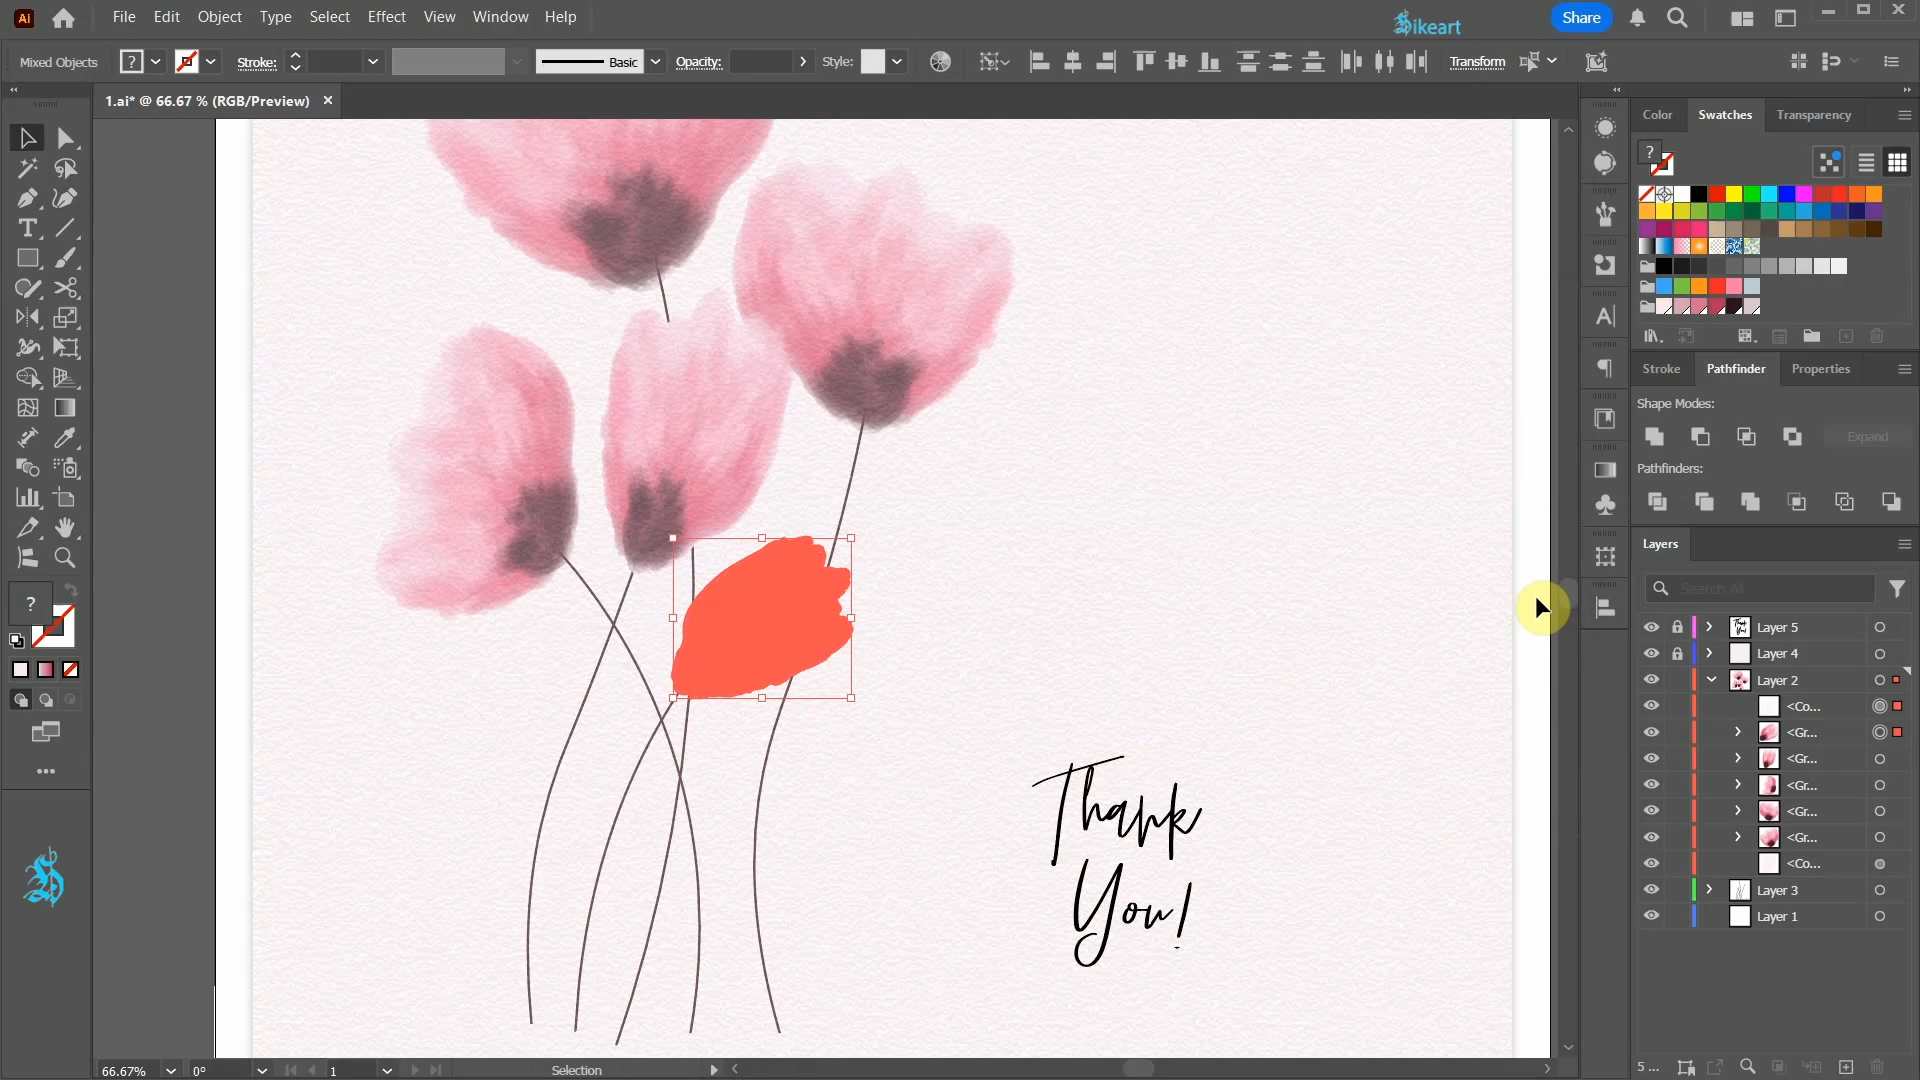 Ai
File Edit Object Type Select Effect View Window Help
Sikeart
Share
Mixed Objects
?
Stroke:
Basic
Opacity:
Style:
Transform
1.ai* @ 66.67 % (RGB/Preview)
Color
Swatches
Transparency
?
Stroke
Pathfinder
Properties
Shape Modes:
Expand
Pathfinders:
Layers
Search All
?
Layer 5
Layer 4
Layer 2
<Co...
<Gr...
<Gr...
<Gr...
<Gr...
<Gr...
<Co...
Layer 3
Layer 1
Thank
You!
66.67%
0°
1
Selection
5 ...